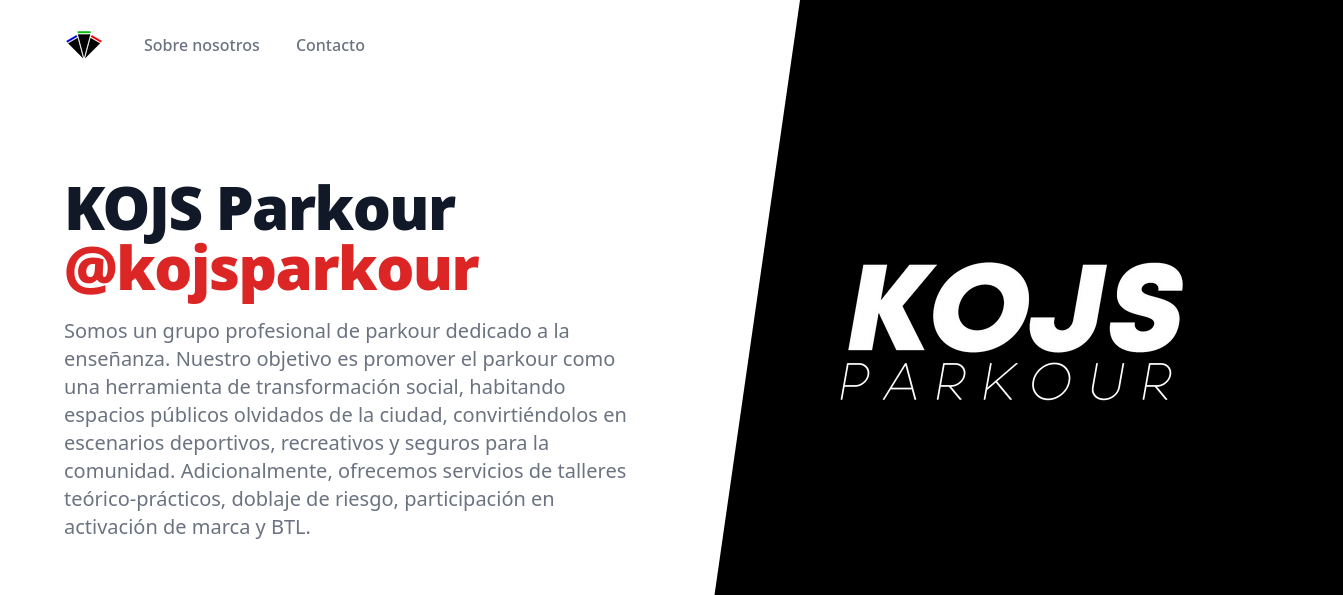 Sobre nosotros Contacto
KOJS Parkour
@kojsparkour
Somos un grupo profesional de parkour dedicado a la
enseñanza. Nuestro objetivo es promover el parkour como
una herramienta de transformación social, habitando
espacios públicos olvidados de la ciudad, convirtiéndolos en
escenarios deportivos, recreativos y seguros para la
comunidad. Adicionalmente, ofrecemos servicios de talleres
teórico-prácticos, doblaje de riesgo, participación en
activación de marca y BTL.
KOJS
PARKOUR